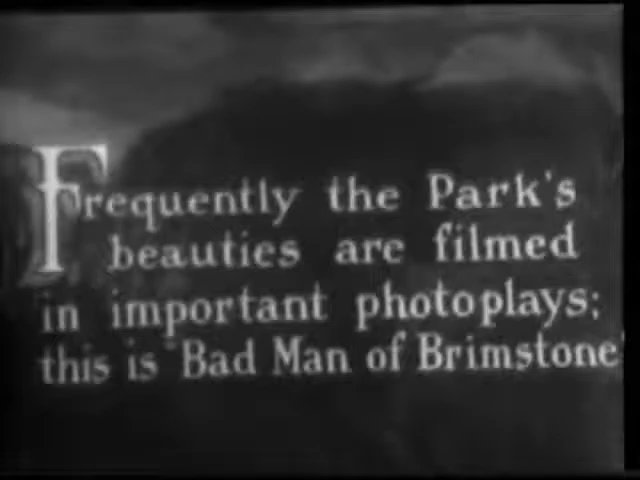 Frequently the Park's
beauties are filmed
in important photoplays;
this is "Bad Man of Brimstone"